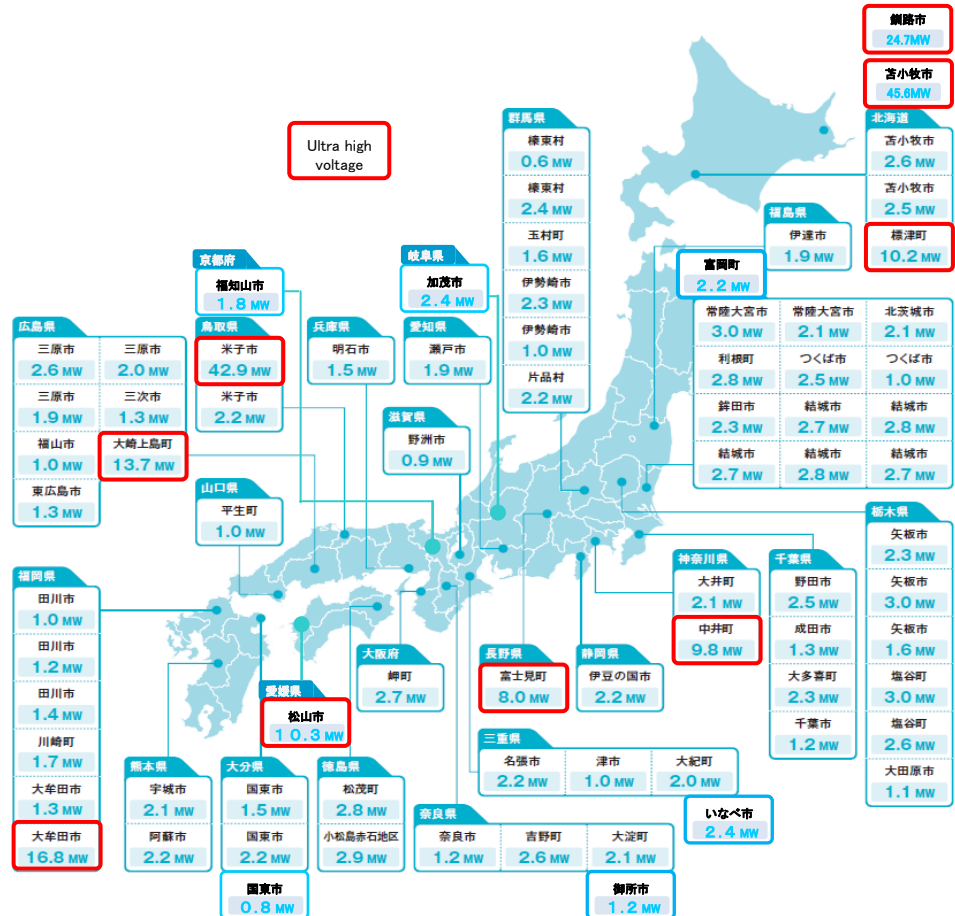 釧路市
24.7MW
苫小牧市
45.6MW
北海道
苫小牧市
2.6 MW
苫小牧市
2.5 MW
標津町
10.2 MW
Ultra high
voltage
群馬県
榛東村
0.6 MW
榛東村
2.4 MW
玉村町
1.6 MW
伊勢崎市
2.3 MW
伊勢崎市
1.0 MW
片品村
2.2 MW
福島県
伊達市
1.9 MW
富岡町
2.2 MW
京都府
福知山市
1.8 MW
岐阜県
加茂市
2.4 MW
常陸大宮市 常陸大宮市 北茨城市
3.0 MW 2.1 MW 2.1 MW
利根町 つくば市 つくば市
2.8 MW 2.5 MW 1.0 MW
鉾田市 結城市 結城市
2.3 MW 2.7 MW 2.8 MW
結城市 結城市 結城市
2.7 MW 2.8 MW 2.7 MW
広島県
三原市 三原市
2.6 MW 2.0 MW
三原市 三次市
1.9 MW 1.3 MW
福山市 大崎上島町
1.0 MW 13.7 MW
東広島市
1.3 MW
鳥取県
米子市
42.9 MW
米子市
2.2 MW
兵庫県
明石市
1.5 MW
愛知県
瀬戸市
1.9 MW
滋賀県
野洲市
0.9 MW
山口県
平生町
1.0 MW
栃木県
矢板市
2.3 MW
矢板市
3.0 MW
矢板市
1.6 MW
塩谷町
3.0 MW
塩谷町
2.6 MW
大田原市
1.1 MW
神奈川県
大井町
2.1 MW
中井町
9.8 MW
千葉県
野田市
2.5 MW
成田市
1.3 MW
大多喜町
2.3 MW
千葉市
1.2 MW
福岡県
田川市
1.0 MW
田川市
1.2 MW
田川市
1.4 MW
川崎町
1.7 MW
大牟田市
1.3 MW
大牟田市
16.8 MW
大阪府
岬町
2.7 MW
長野県
富士見町
8.0 MW
静岡県
伊豆の国市
2.2 MW
愛媛県
松山市
10.3 MW
三重県
名張市 津市 大紀町
2.2 MW 1.0 MW 2.0 MW
いなべ市
2.4 MW
熊本県
宇城市
2.1 MW
阿蘇市
2.2 MW
大分県
国東市
1.5 MW
国東市
2.2 MW
国東市
0.8 MW
徳島県
松茂町
2.8 MW
小松島赤石地区
2.9 MW
奈良県
奈良市 吉野町 大淀町
1.2 MW 2.6 MW 2.1 MW
御所市
1.2 MW